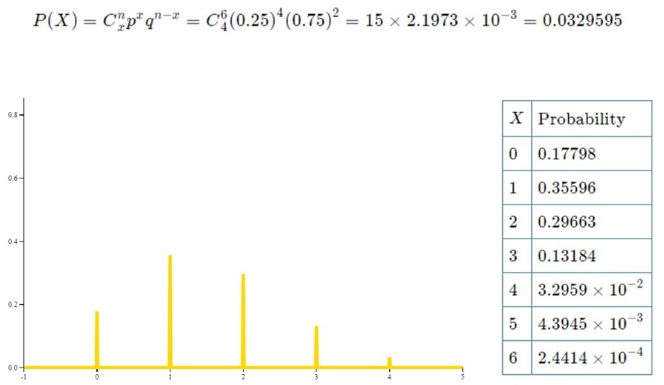 P(X) = C^n_x p^x q^{n−x} = C^6_4 (0.25)^4 (0.75)^2 = 15 × 2.1973 × 10^{−3} = 0.0329595
0.8
0.6
0.4
0.2
0.0
-1 0 1 2 3 4 5
X Probability
0 0.17798
1 0.35596
2 0.29663
3 0.13184
4 3.2959 × 10^{−2}
5 4.3945 × 10^{−3}
6 2.4414 × 10^{−4}